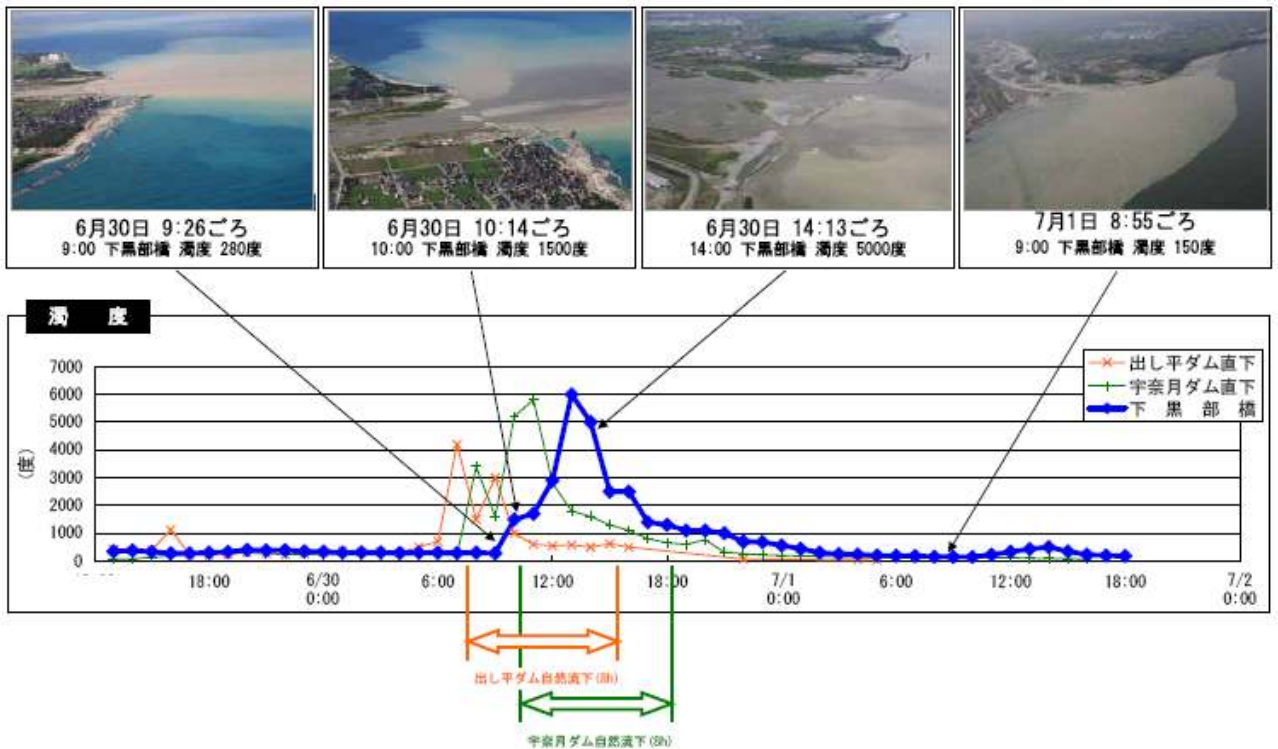 6月30日 9:26ごろ
9:00 下黒部橋 濁度 280度
6月30日 10:14ごろ
10:00 下黒部橋 濁度 1500度
6月30日 14:13ごろ
14:00 下黒部橋 濁度 5000度
7月1日 8:55ごろ
9:00 下黒部橋 濁度 150度
濁 度
7000
6000
5000
4000
3000
2000
1000
0
(度)
出し平ダム直下
宇奈月ダム直下
下 黒 部 橋
18:00
6/30
0:00
6:00
12:00
18:00
7/1
0:00
6:00
12:00
18:00
7/2
0:00
出し平ダム自然流下(8h)
宇奈月ダム自然流下(8h)